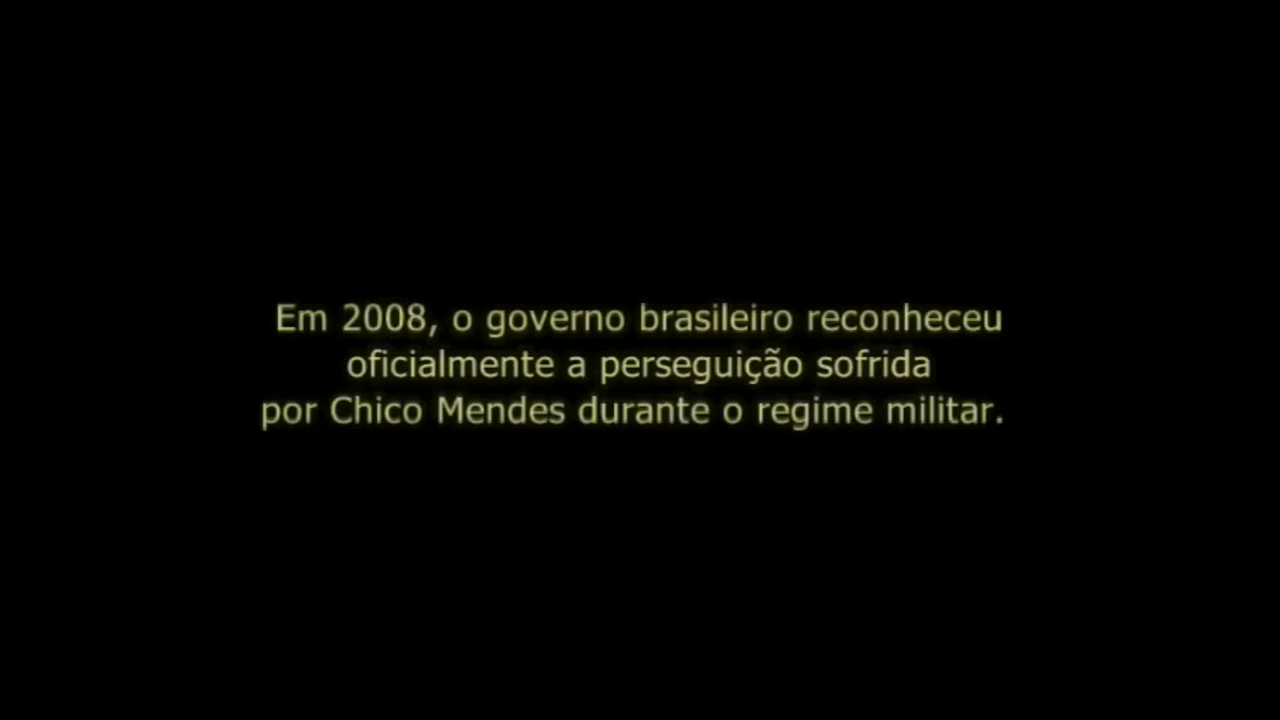 Em 2008, o governo brasileiro reconheceu
oficialmente a perseguição sofrida
por Chico Mendes durante o regime militar.